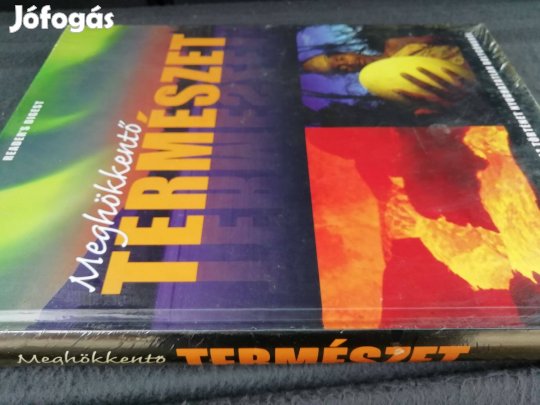 Jófogás
READER'S DIGEST
Meghökkentő
TERMÉSZET
Meghökkentő
TERMÉSZET